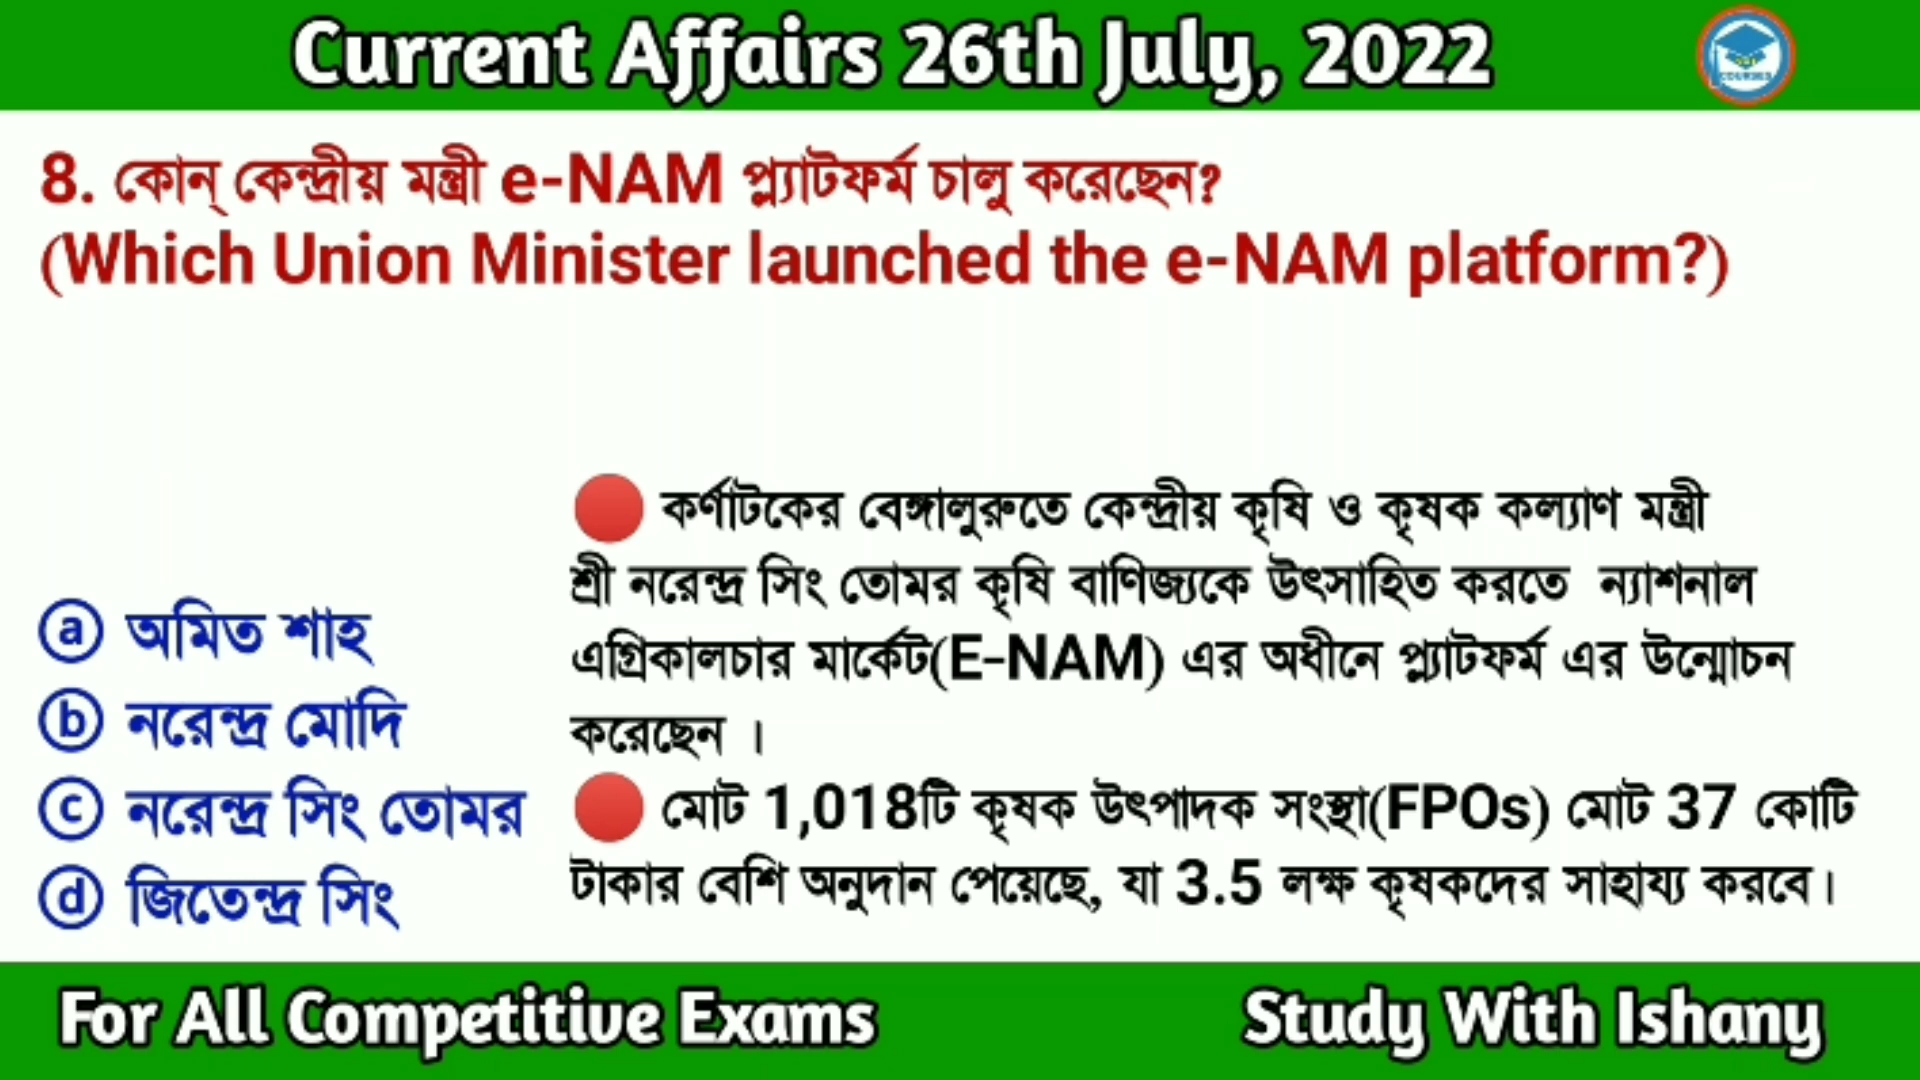 Current Affairs 26th July, 2022
COURSES
8. কোন্ কেন্দ্রীয় মন্ত্রী e-NAM প্ল্যাটফর্ম চালু করেছেন?
(Which Union Minister launched the e-NAM platform?)
ⓐ অমিত শাহ
ⓑ নরেন্দ্র মোদি
ⓒ নরেন্দ্র সিং তোমর
ⓓ জিতেন্দ্র সিং
🔴 কর্ণাটকের বেঙ্গালুরুতে কেন্দ্রীয় কৃষি ও কৃষক কল্যাণ মন্ত্রী
শ্রী নরেন্দ্র সিং তোমর কৃষি বাণিজ্যকে উৎসাহিত করতে ন্যাশনাল
এগ্রিকালচার মার্কেট(E-NAM) এর অধীনে প্ল্যাটফর্ম এর উন্মোচন
করেছেন ।
🔴 মোট 1,018টি কৃষক উৎপাদক সংস্থা(FPOs) মোট 37 কোটি
টাকার বেশি অনুদান পেয়েছে, যা 3.5 লক্ষ কৃষকদের সাহায্য করবে।
For All Competitive Exams
Study With Ishany